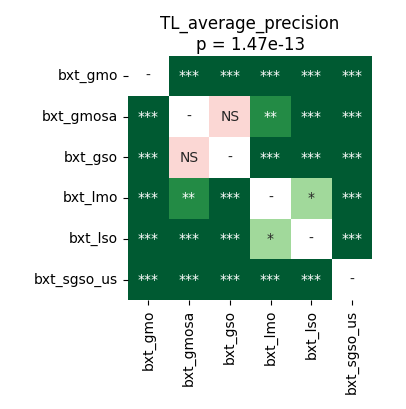 TL_average_precision
p = 1.47e-13
bxt_gmo - *** *** *** *** ***
bxt_gmosa *** - NS ** *** ***
bxt_gso *** NS - *** *** ***
bxt_lmo *** ** *** - * ***
bxt_lso *** *** *** * - ***
bxt_sgso_us *** *** *** *** *** -
bxt_gmo
bxt_gmosa
bxt_gso
bxt_lmo
bxt_lso
bxt_sgso_us